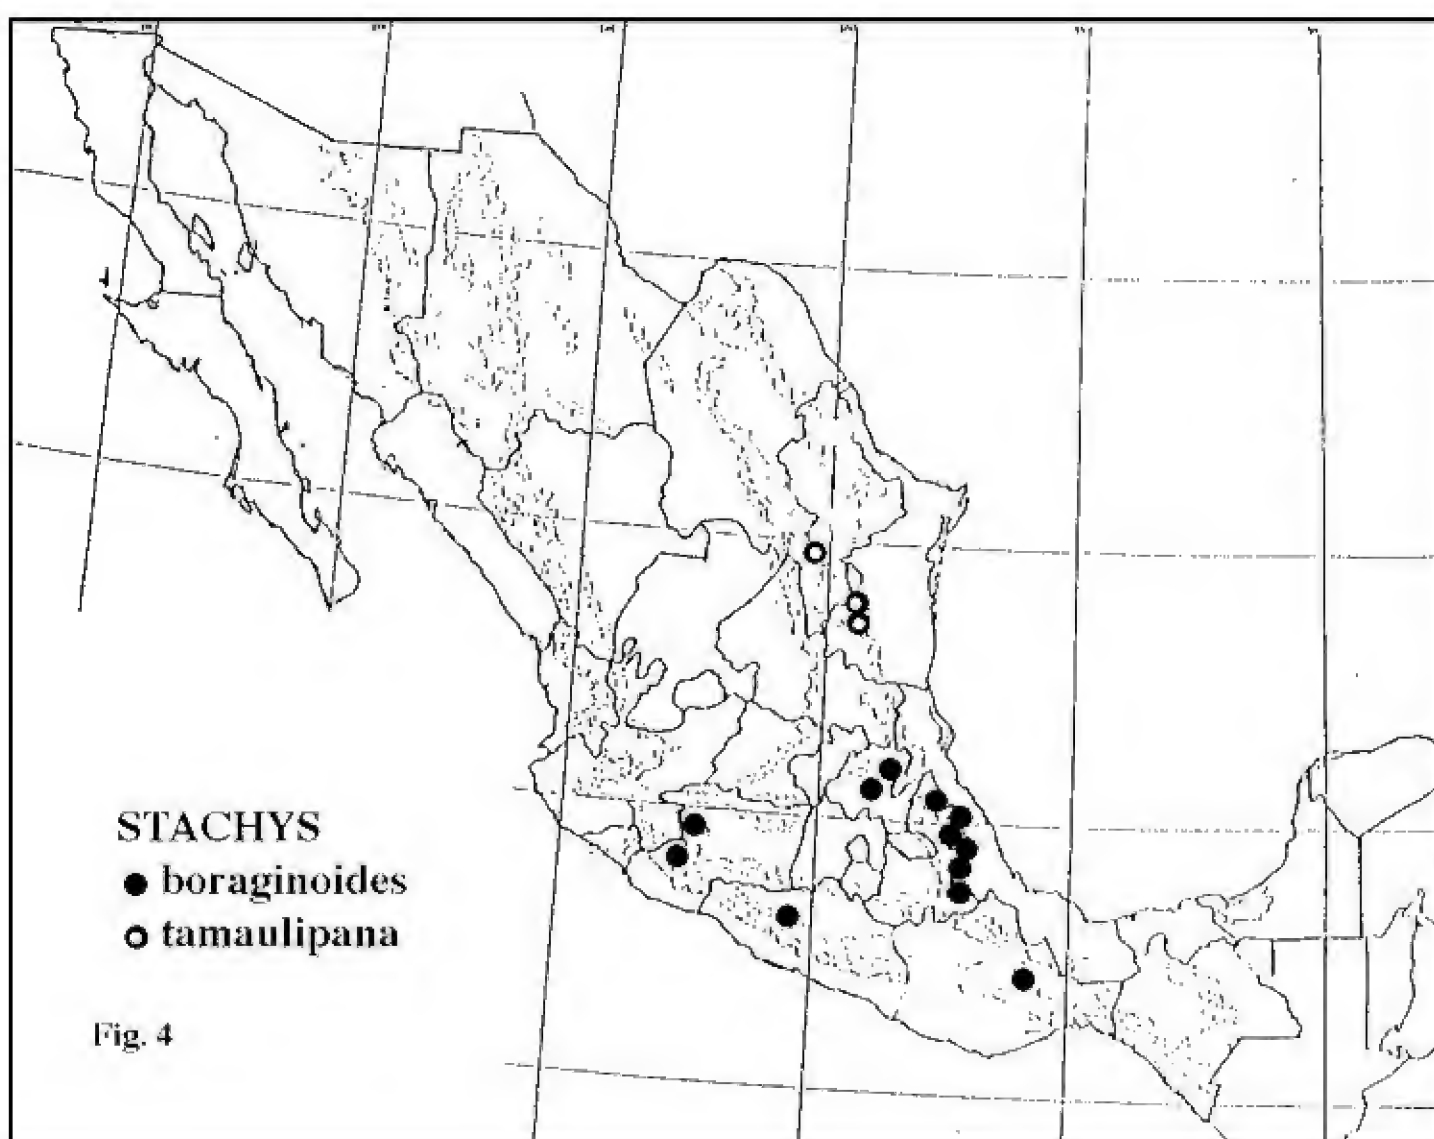 STACHYS
● boraginoides
○ tamaulipana
Fig. 4